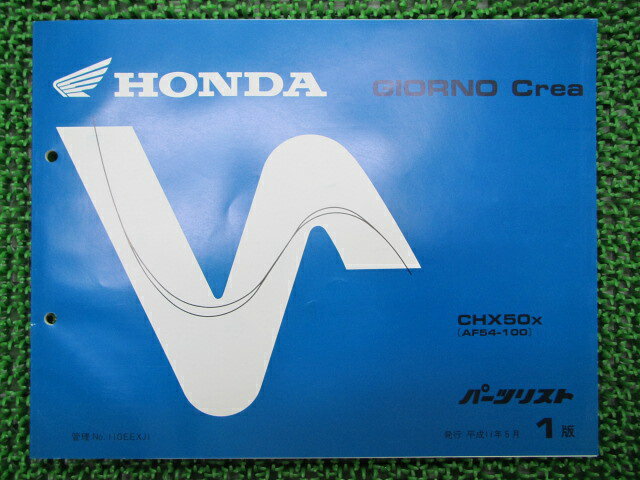 HONDA
GIORNO Crea
CHX50X
(AF54-100)
パーツリスト
管理No.11GEEXJ1
発行 平成11年5月 1版